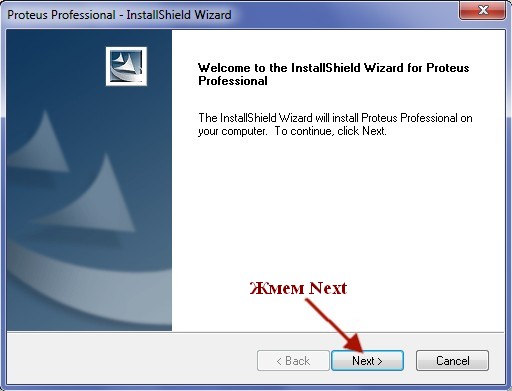 Proteus Professional - InstallShield Wizard
Welcome to the InstallShield Wizard for Proteus
Professional
The InstallShield Wizard will install Proteus Professional on
your computer. To continue, click Next.
Жмем Next
< Back Next > Cancel